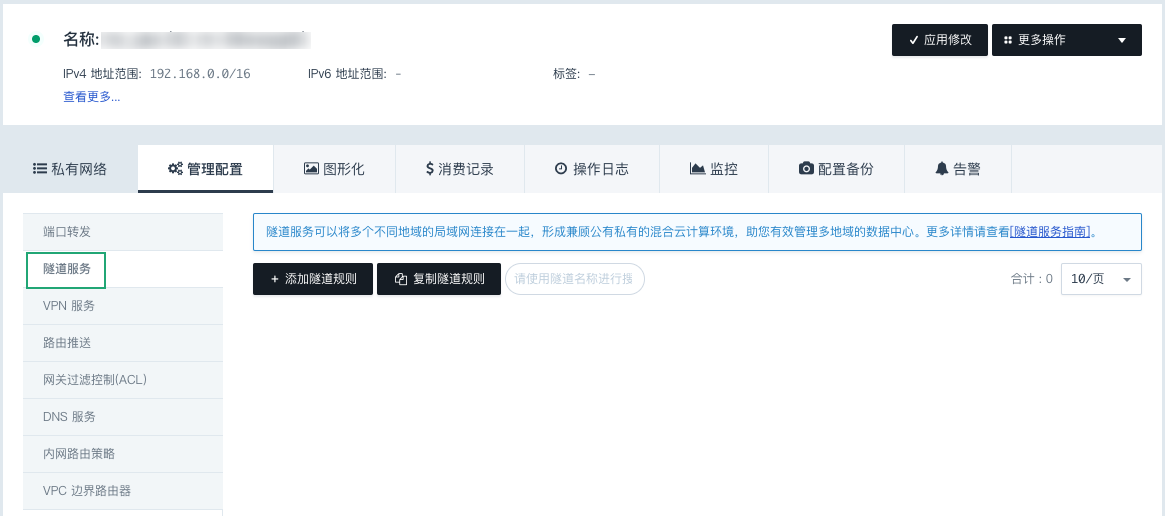 名称:
✓ 应用修改
更多操作
IPv4 地址范围: 192.168.0.0/16
IPv6 地址范围: -
标签: -
查看更多...
私有网络
管理配置
图形化
$ 消费记录
操作日志
监控
配置备份
告警
端口转发
隧道服务
VPN 服务
路由推送
网关过滤控制(ACL)
DNS 服务
内网路由策略
VPC 边界路由器
隧道服务可以将多个不同地域的局域网连接在一起，形成兼顾公有私有的混合云计算环境，助您有效管理多地域的数据中心。更多详情请查看[隧道服务指南]。
+ 添加隧道规则
复制隧道规则
请使用隧道名称进行搜
合计 : 0
10/页